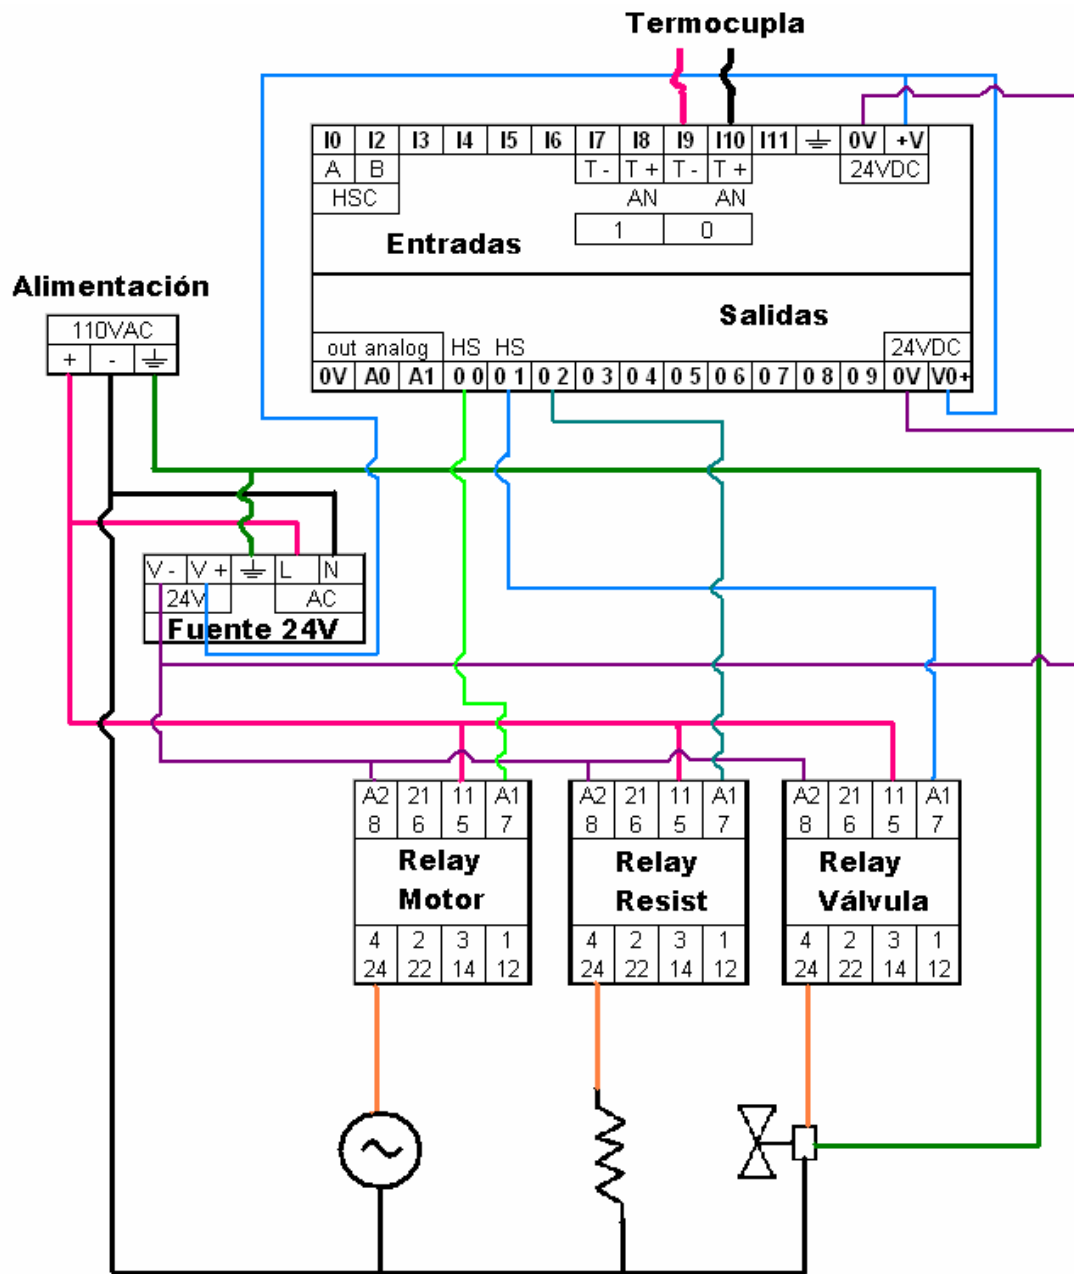 Termocupla
I0 I2 I3 I4 I5 I6 I7 I8 I9 I10 I11 0V +V
A B T - T + T - T + 24VDC
HSC AN AN
1 0
Entradas
Alimentación
110VAC
+ -
Salidas
out analog HS HS 24VDC
0V A0 A1 0 0 0 1 0 2 0 3 0 4 0 5 0 6 0 7 0 8 0 9 0V V0+
V - V + L N
24V AC
Fuente 24V
A2 21 11 A1 A2 21 11 A1 A2 21 11 A1
8 6 5 7 8 6 5 7 8 6 5 7
Relay Relay Relay
Motor Resist Válvula
4 2 3 1 4 2 3 1 4 2 3 1
24 22 14 12 24 22 14 12 24 22 14 12